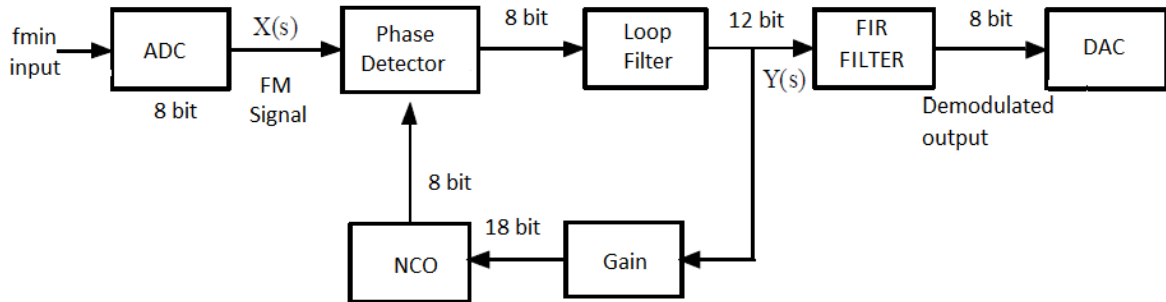 fmin
input
ADC
8 bit
X(s)
FM
Signal
Phase
Detector
8 bit
Loop
Filter
12 bit
Y(s)
FIR
FILTER
8 bit
Demodulated
output
DAC
8 bit
NCO
18 bit
Gain